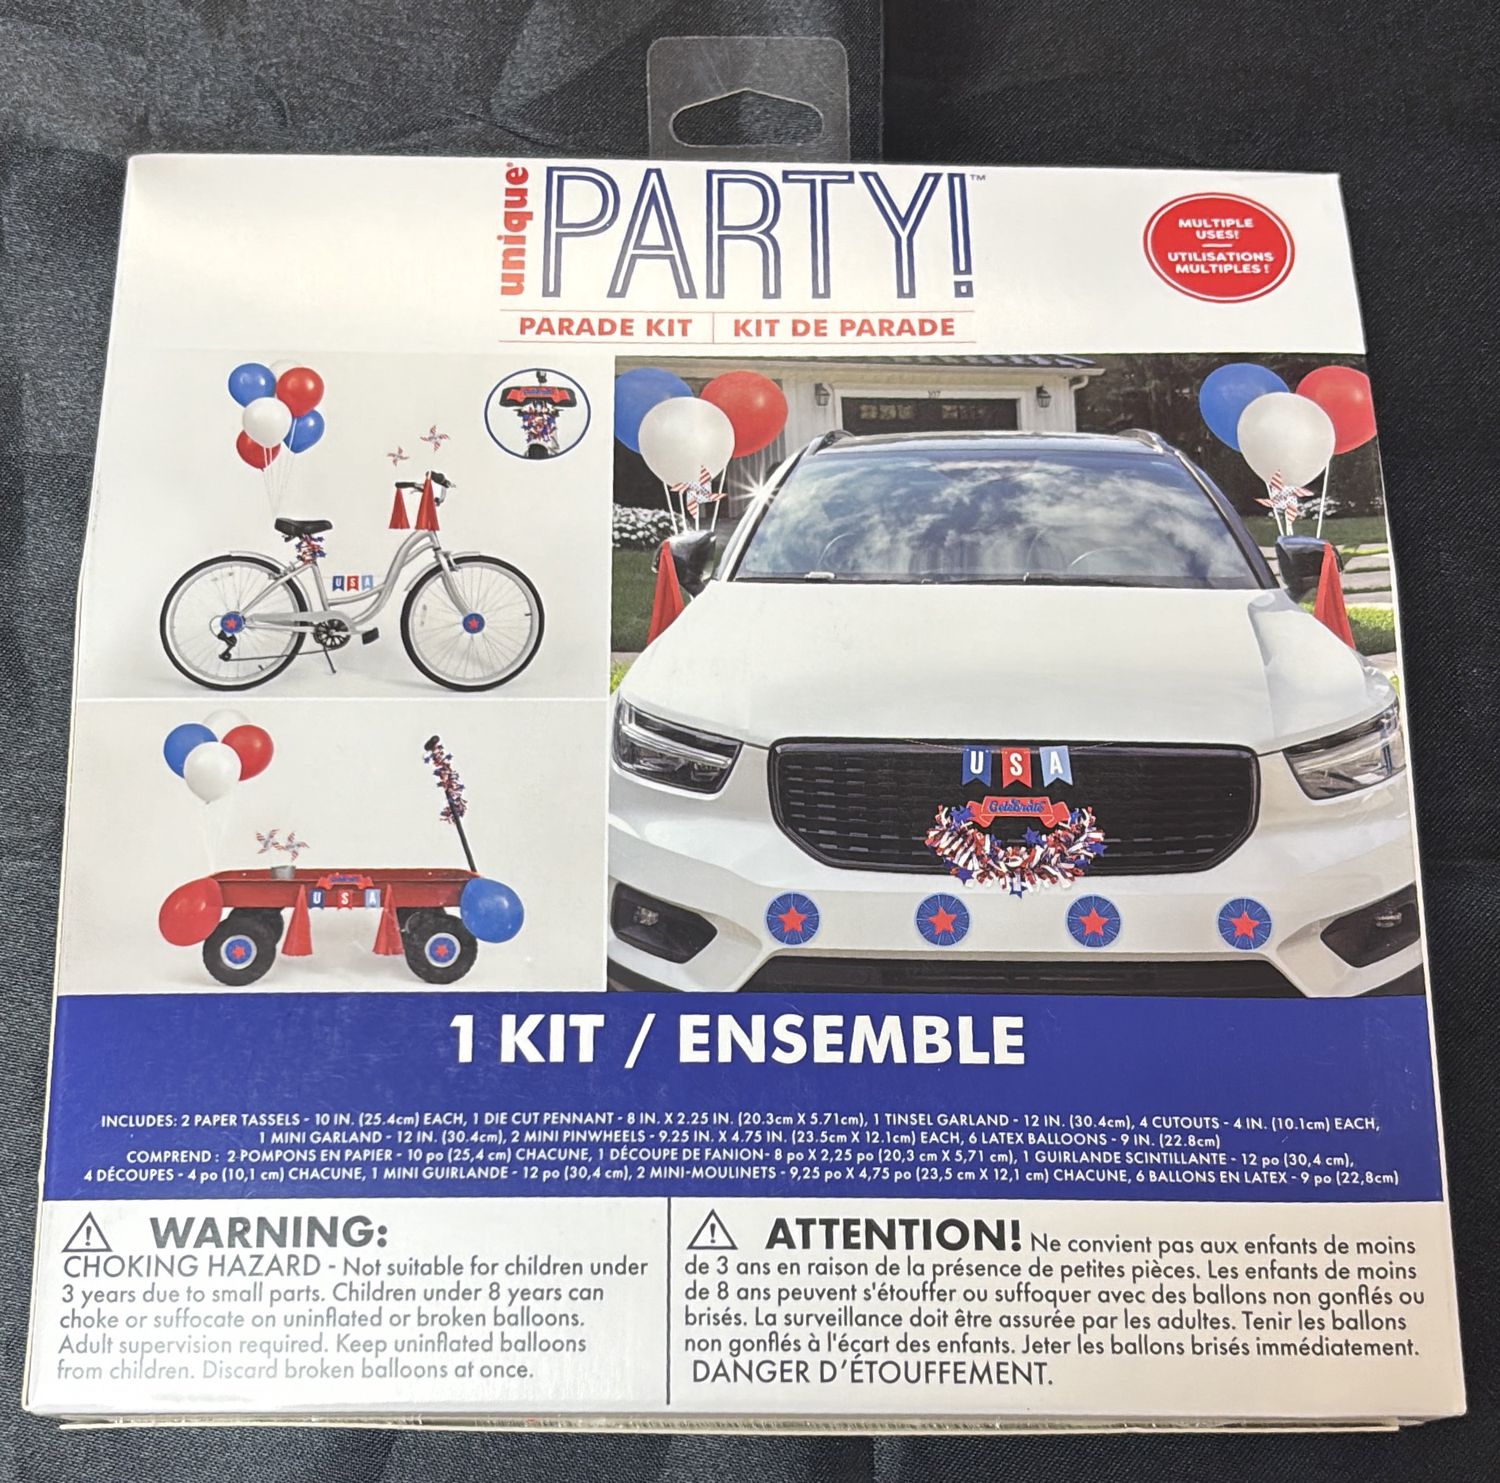 unique®
PARTY!™
PARADE KIT | KIT DE PARADE
MULTIPLE
USES!
UTILISATIONS
MULTIPLES !
Celebrate
107
USA
USA
Celebrate
USA
1 KIT / ENSEMBLE
INCLUDES: 2 PAPER TASSELS - 10 IN. (25.4cm) EACH, 1 DIE CUT PENNANT - 8 IN. X 2.25 IN. (20.3cm X 5.71cm), 1 TINSEL GARLAND - 12 IN. (30.4cm), 4 CUTOUTS - 4 IN. (10.1cm) EACH,
1 MINI GARLAND - 12 IN. (30.4cm), 2 MINI PINWHEELS - 9.25 IN. X 4.75 IN. (23.5cm X 12.1cm) EACH, 6 LATEX BALLOONS - 9 IN. (22.8cm)
COMPREND : 2 POMPONS EN PAPIER - 10 po (25,4 cm) CHACUNE, 1 DÉCOUPE DE FANION- 8 po X 2,25 po (20,3 cm X 5,71 cm), 1 GUIRLANDE SCINTILLANTE - 12 po (30,4 cm),
4 DÉCOUPES - 4 po (10,1 cm) CHACUNE, 1 MINI GUIRLANDE - 12 po (30,4 cm), 2 MINI-MOULINETS - 9,25 po X 4,75 po (23,5 cm X 12,1 cm) CHACUNE, 6 BALLONS EN LATEX - 9 po (22,8cm)
WARNING:
CHOKING HAZARD - Not suitable for children under
3 years due to small parts. Children under 8 years can
choke or suffocate on uninflated or broken balloons.
Adult supervision required. Keep uninflated balloons
from children. Discard broken balloons at once.
ATTENTION! Ne convient pas aux enfants de moins
de 3 ans en raison de la présence de petites pièces. Les enfants de moins
de 8 ans peuvent s'étouffer ou suffoquer avec des ballons non gonflés ou
brisés. La surveillance doit être assurée par les adultes. Tenir les ballons
non gonflés à l'écart des enfants. Jeter les ballons brisés immédiatement.
DANGER D'ÉTOUFFEMENT.